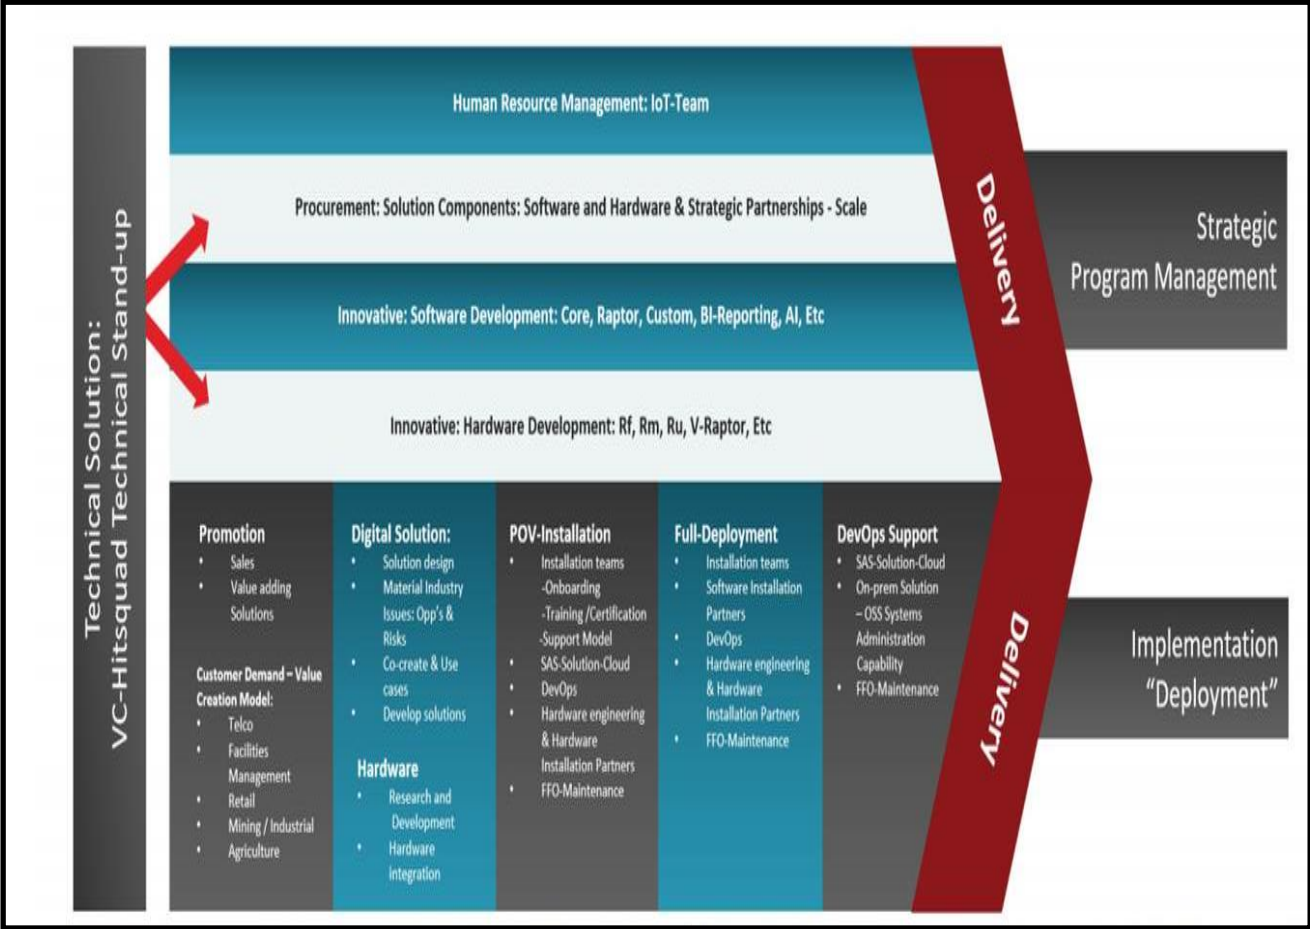 Technical Solution:
VC-Hitsquad Technical Stand-up
Human Resource Management: IoT-Team
Procurement: Solution Components: Software and Hardware & Strategic Partnerships - Scale
Innovative: Software Development: Core, Raptor, Custom, BI-Reporting, AI, Etc
Innovative: Hardware Development: Rf, Rm, Ru, V-Raptor, Etc
Promotion
• Sales
• Value adding
Solutions
Customer Demand – Value
Creation Model:
• Telco
• Facilities
Management
• Retail
• Mining / Industrial
• Agriculture
Digital Solution:
• Solution design
• Material Industry
Issues: Opp's &
Risks
• Co-create & Use
cases
• Develop solutions
Hardware
• Research and
Development
• Hardware
integration
POV-Installation
• Installation teams
-Onboarding
-Training /Certification
-Support Model
• SAS-Solution-Cloud
• DevOps
• Hardware engineering
& Hardware
Installation Partners
• FFO-Maintenance
Full-Deployment
• Installation teams
• Software Installation
Partners
• DevOps
• Hardware engineering
& Hardware
Installation Partners
• FFO-Maintenance
DevOps Support
• SAS-Solution-Cloud
• On-prem Solution
– OSS Systems
Administration
Capability
• FFO-Maintenance
Delivery
Delivery
Strategic
Program Management
Implementation
“Deployment”